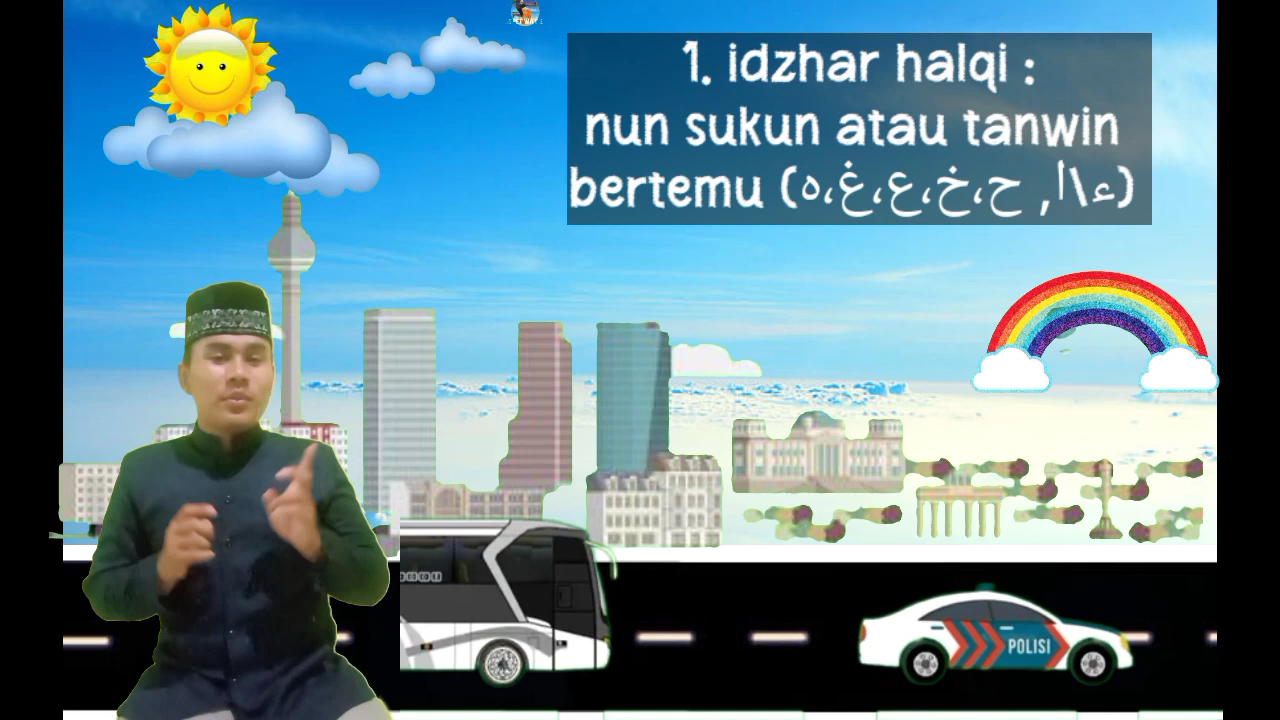 1. idzhar halqi :
nun sukun atau tanwin
bertemu (ء\أ, ح،خ،ع،غ،ه)
POLISI